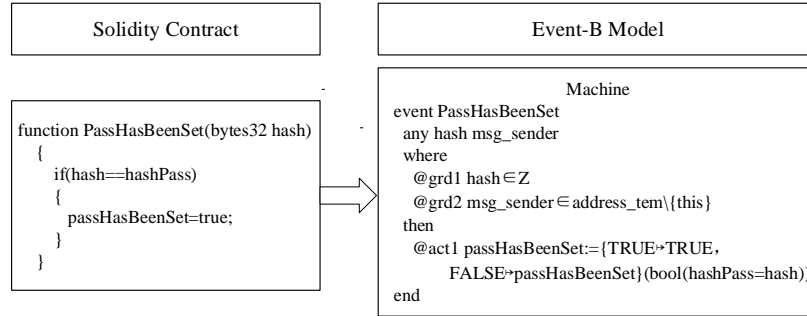 Solidity Contract
Event-B Model
function PassHasBeenSet(bytes32 hash)
{
if(hash==hashPass)
{
passHasBeenSet=true;
}
}
Machine
event PassHasBeenSet
any hash msg_sender
where
@grd1 hash∈Z
@grd2 msg_sender∈address_tem\{this}
then
@act1 passHasBeenSet:={TRUE↦TRUE,
FALSE↦passHasBeenSet}(bool(hashPass=hash))
end